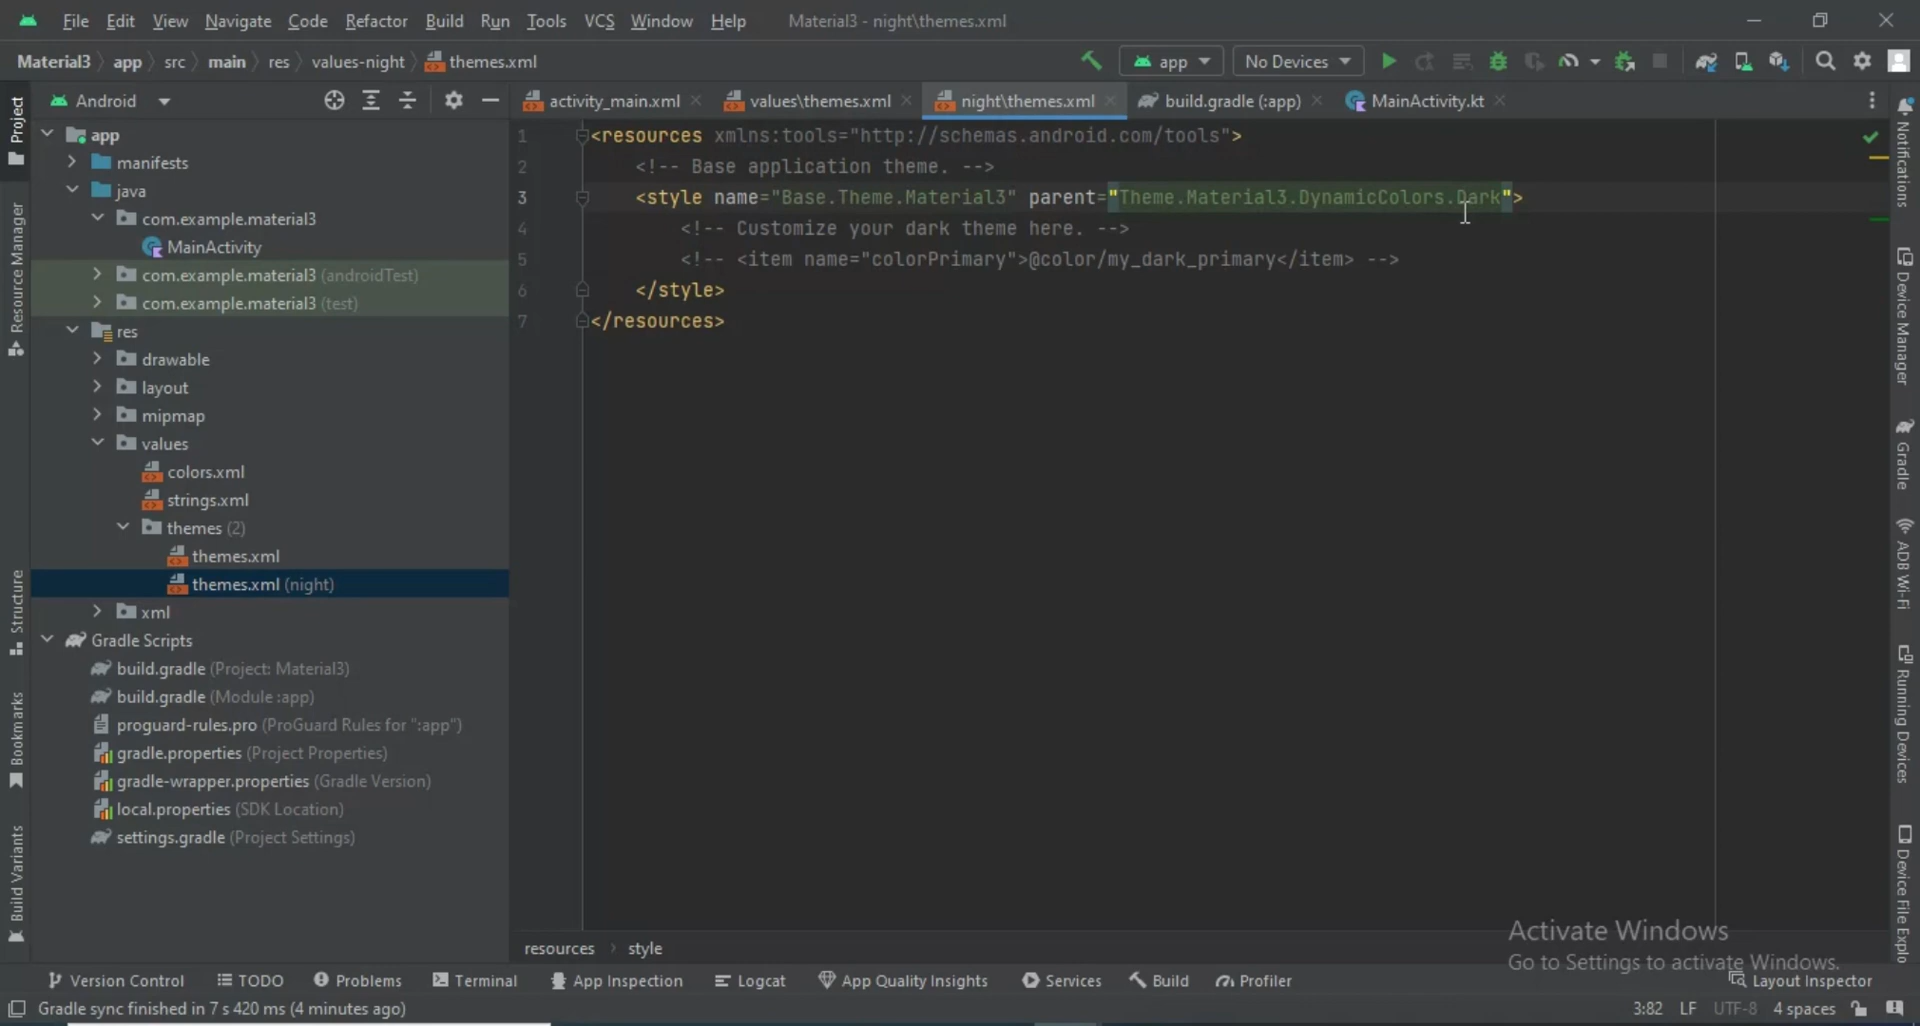 File Edit View Navigate Code Refactor Build Run Tools VCS Window Help Material3 - night\themes.xml
Material3 app src main res values-night themes.xml
app No Devices
Android
activity_main.xml values\themes.xml night\themes.xml build.gradle (:app) MainActivity.kt
Project
Resource Manager
Structure
Bookmarks
Build Variants
app
manifests
java
com.example.material3
MainActivity
com.example.material3 (androidTest)
com.example.material3 (test)
res
drawable
layout
mipmap
values
colors.xml
strings.xml
themes (2)
themes.xml
themes.xml (night)
xml
Gradle Scripts
build.gradle (Project: Material3)
build.gradle (Module :app)
proguard-rules.pro (ProGuard Rules for ":app")
gradle.properties (Project Properties)
gradle-wrapper.properties (Gradle Version)
local.properties (SDK Location)
settings.gradle (Project Settings)
1 <resources xmlns:tools="http://schemas.android.com/tools">
2 <!-- Base application theme. -->
3 <style name="Base.Theme.Material3" parent="Theme.Material3.DynamicColors.Dark">
4 <!-- Customize your dark theme here. -->
5 <!-- <item name="colorPrimary">@color/my_dark_primary</item> -->
6 </style>
7 </resources>
Notifications
Device Manager
Gradle
ADB Wi-Fi
Running Devices
Device File Explo
Activate Windows
Go to Settings to activate Windows.
resources style
Version Control TODO Problems Terminal App Inspection Logcat App Quality Insights Services Build Profiler Layout Inspector
Gradle sync finished in 7 s 420 ms (4 minutes ago) 3:82 LF UTF-8 4 spaces